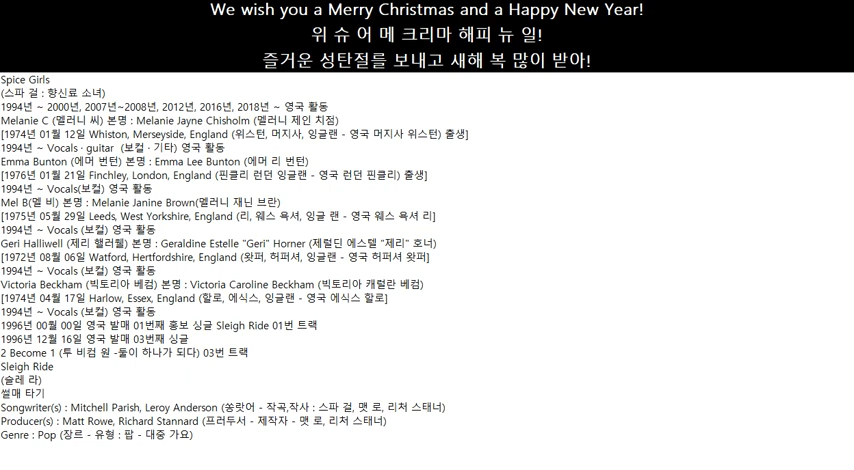 We wish you a Merry Christmas and a Happy New Year!
위 슈 어 메 크리마 해피 뉴 일!
즐거운 성탄절를 보내고 새해 복 많이 받아!
Spice Girls
(스파 걸 : 향신료 소녀)
1994년 ~ 2000년, 2007년~2008년, 2012년, 2016년, 2018년 ~ 영국 활동
Melanie C (멜러니 씨) 본명 : Melanie Jayne Chisholm (멜러니 제인 치점)
[1974년 01월 12일 Whiston, Merseyside, England (위스턴, 머지사, 잉글랜 - 영국 머지사 위스턴) 출생]
1994년 ~ Vocals · guitar (보컬 · 기타) 영국 활동
Emma Bunton (에머 번턴) 본명 : Emma Lee Bunton (에머 리 번턴)
[1976년 01월 21일 Finchley, London, England (핀클리 런던 잉글랜 - 영국 런던 핀클리) 출생]
1994년 ~ Vocals(보컬) 영국 활동
Mel B(멜 비) 본명 : Melanie Janine Brown(멜러니 재닌 브란)
[1975년 05월 29일 Leeds, West Yorkshire, England (리, 웨스 욕셔, 잉글 랜 - 영국 웨스 욕셔 리]
1994년 ~ Vocals (보컬) 영국 활동
Geri Halliwell (제리 핼러웰) 본명 : Geraldine Estelle "Geri" Horner (제럴딘 에스텔 "제리" 호너)
[1972년 08월 06일 Watford, Hertfordshire, England (왓퍼, 허퍼셔, 잉글랜 - 영국 허퍼셔 왓퍼]
1994년 ~ Vocals (보컬) 영국 활동
Victoria Beckham (빅토리아 베컴) 본명 : Victoria Caroline Beckham (빅토리아 캐럴란 베컴)
[1974년 04월 17일 Harlow, Essex, England (할로, 에식스, 잉글랜 - 영국 에식스 할로]
1994년 ~ Vocals (보컬) 영국 활동
1996년 00월 00일 영국 발매 01번째 홍보 싱글 Sleigh Ride 01번 트랙
1996년 12월 16일 영국 발매 03번째 싱글
2 Become 1 (투 비컴 원 -둘이 하나가 되다) 03번 트랙
Sleigh Ride
(슬레 라)
썰매 타기
Songwriter(s) : Mitchell Parish, Leroy Anderson (쏭랏어 - 작곡,작사 : 스파 걸, 맷 로, 리처 스태너)
Producer(s) : Matt Rowe, Richard Stannard (프러두서 - 제작자 - 맷 로, 리처 스태너)
Genre : Pop (장르 - 유형 : 팝 - 대중 가요)